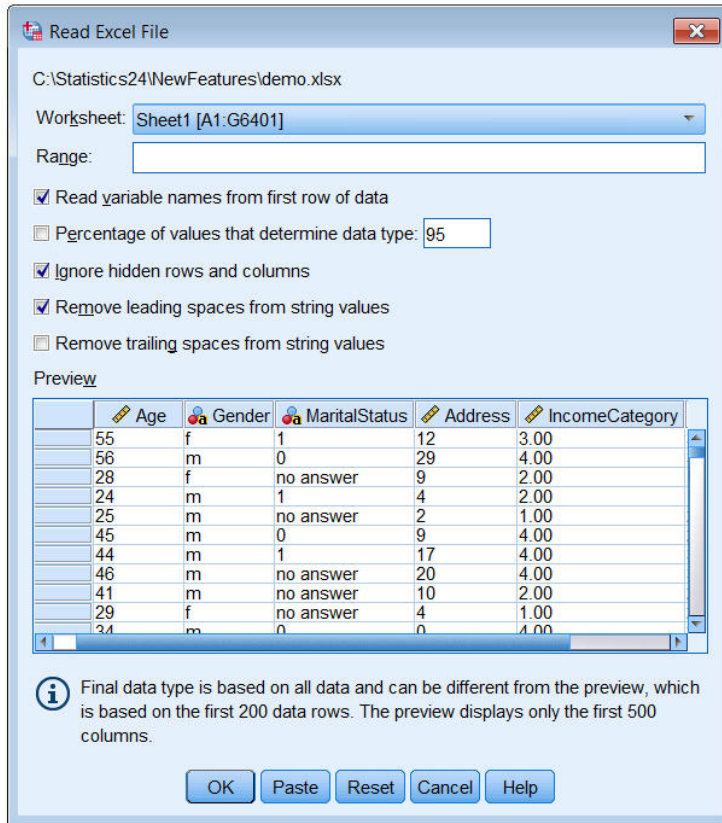 Read Excel File
C:\Statistics24\NewFeatures\demo.xlsx
Worksheet: Sheet1 [A1:G6401]
Range:
Read variable names from first row of data
Percentage of values that determine data type: 95
Ignore hidden rows and columns
Remove leading spaces from string values
Remove trailing spaces from string values
Preview
Age Gender MaritalStatus Address IncomeCategory
55 f 1 12 3.00
56 m 0 29 4.00
28 f no answer 9 2.00
24 m 1 4 2.00
25 m no answer 2 1.00
45 m 0 9 4.00
44 m 1 17 4.00
46 m no answer 20 4.00
41 m no answer 10 2.00
29 f no answer 4 1.00
34 m 0 0 4.00
Final data type is based on all data and can be different from the preview, which
is based on the first 200 data rows. The preview displays only the first 500
columns.
OK Paste Reset Cancel Help